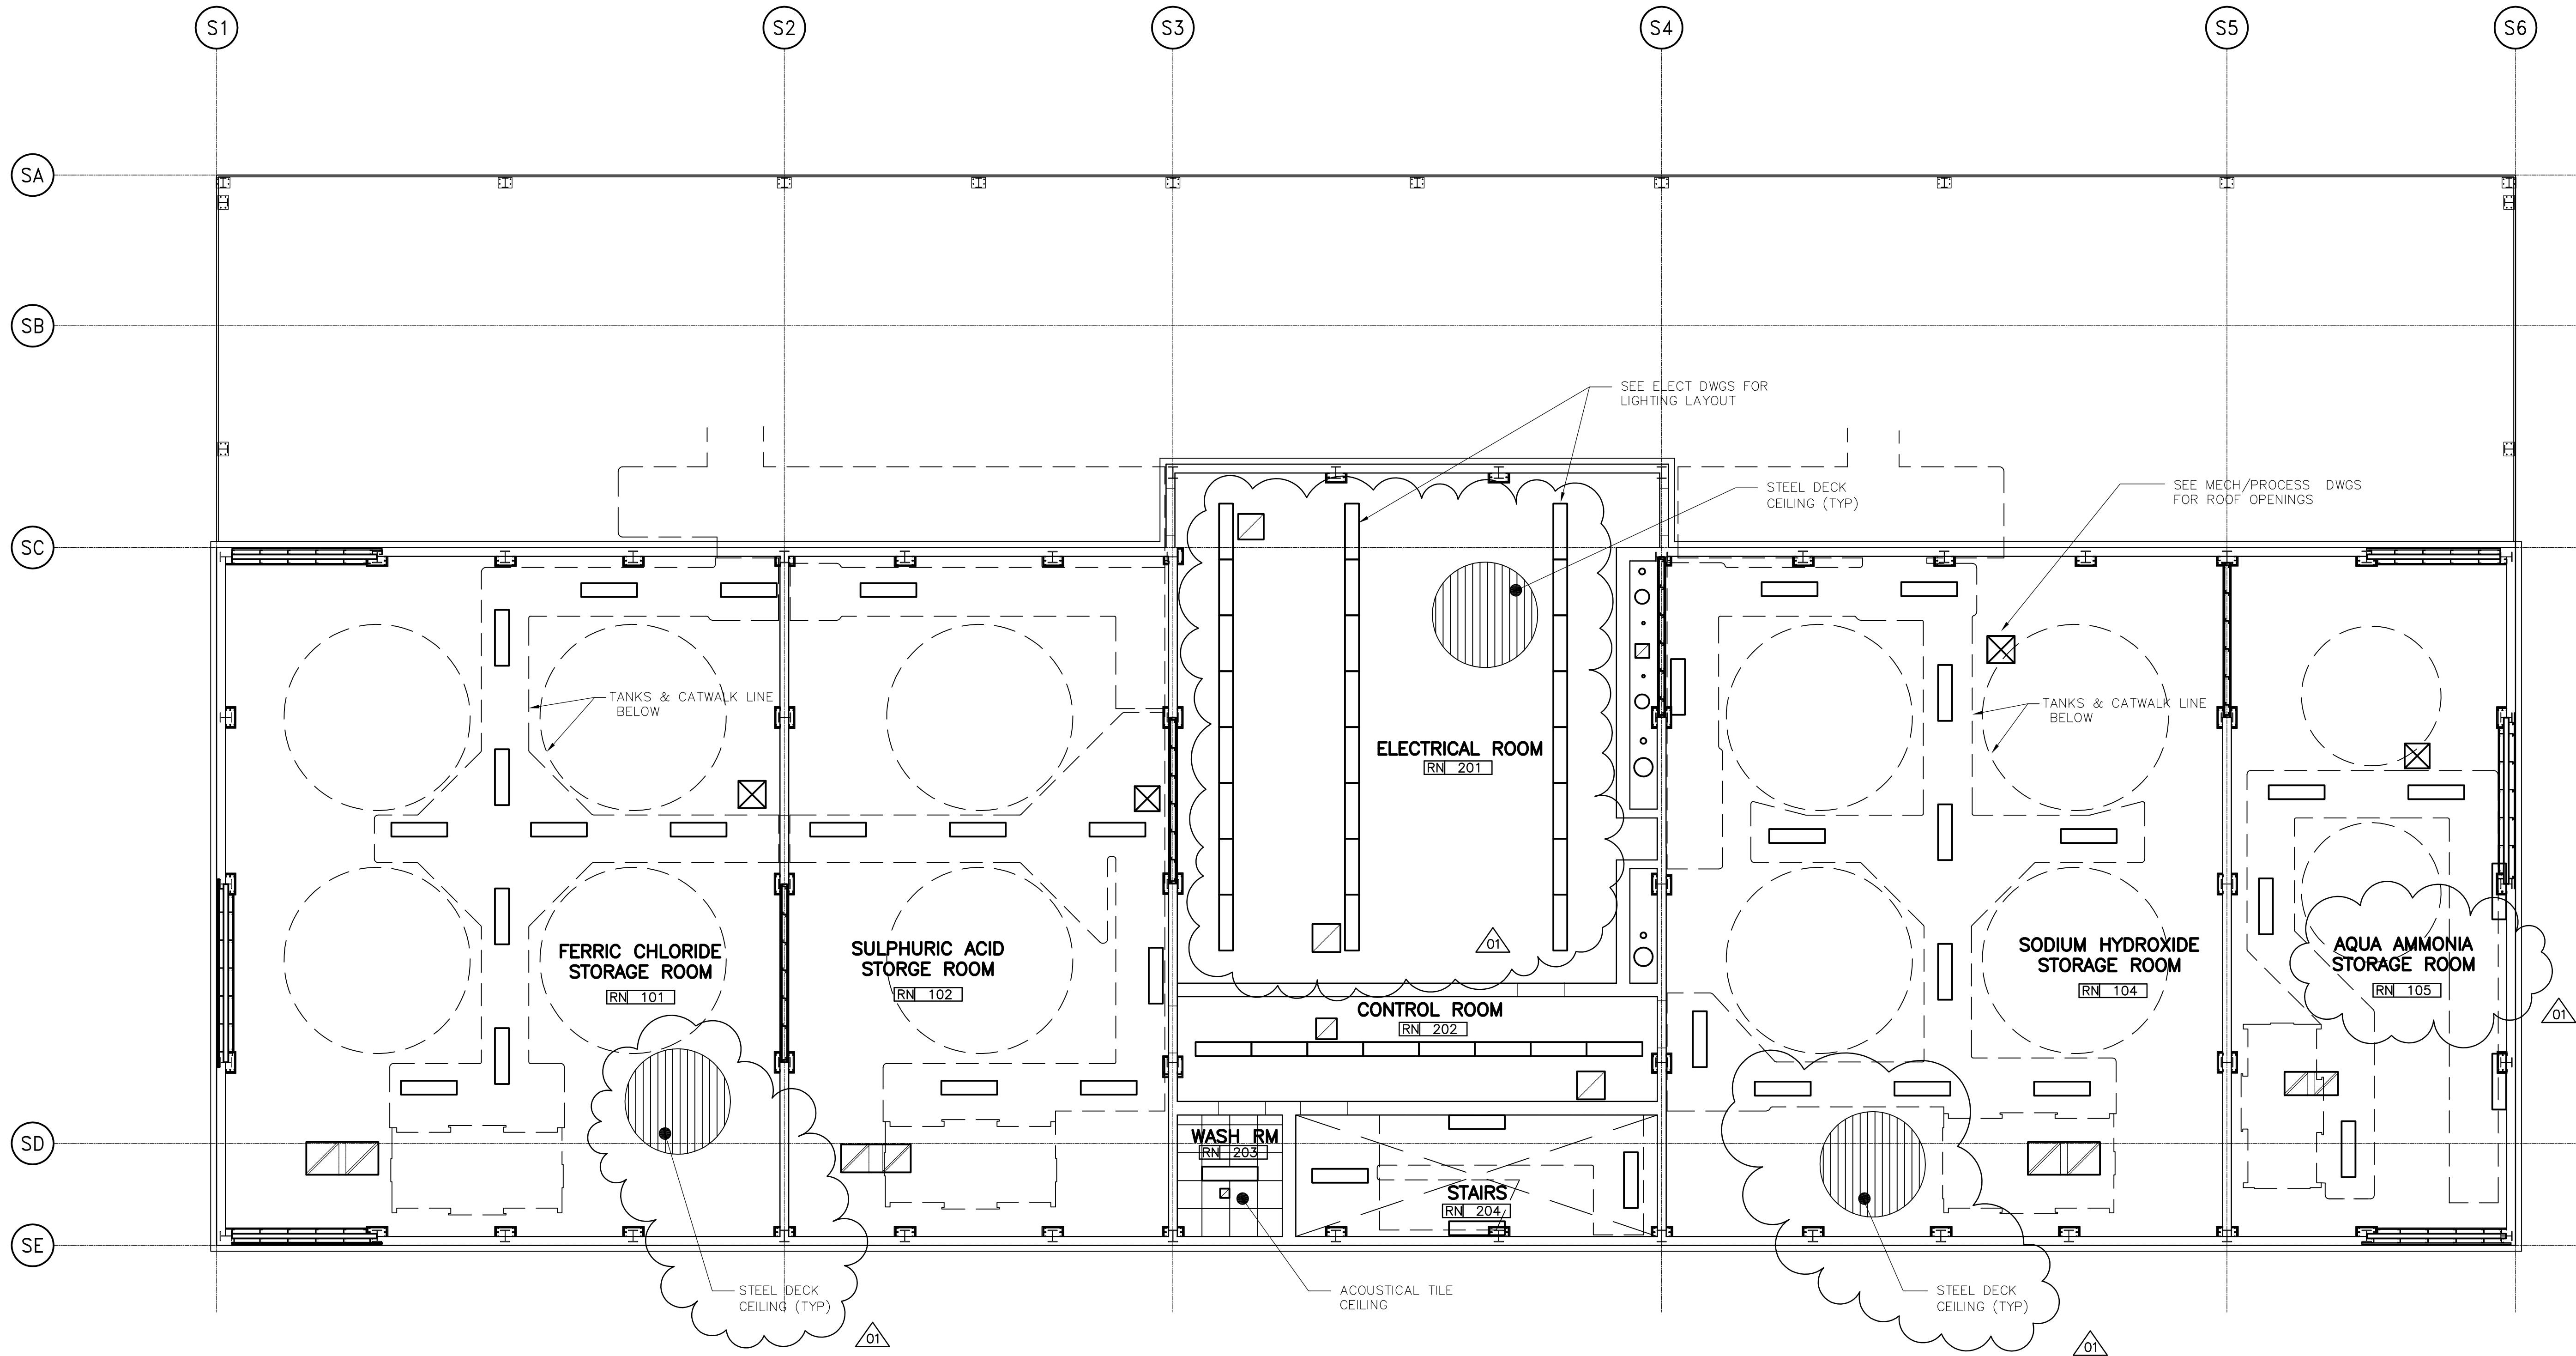 S1
S2
S3
S4
S5
S6
SA
SB
SEE ELECT DWGS FOR
LIGHTING LAYOUT
STEEL DECK
CEILING (TYP)
SEE MECH/PROCESS DWGS
FOR ROOF OPENINGS
SC
TANKS & CATWALK LINE
BELOW
TANKS & CATWALK LINE
BELOW
ELECTRICAL ROOM
RN 201
01
FERRIC CHLORIDE
STORAGE ROOM
RN 101
SULPHURIC ACID
STORGE ROOM
RN 102
SODIUM HYDROXIDE
STORAGE ROOM
RN 104
AQUA AMMONIA
STORAGE ROOM
RN 105
01
CONTROL ROOM
RN 202
SD
WASH RM
RN 203
STAIRS
RN 204
SE
STEEL DECK
CEILING (TYP)
ACOUSTICAL TILE
CEILING
STEEL DECK
CEILING (TYP)
01
01